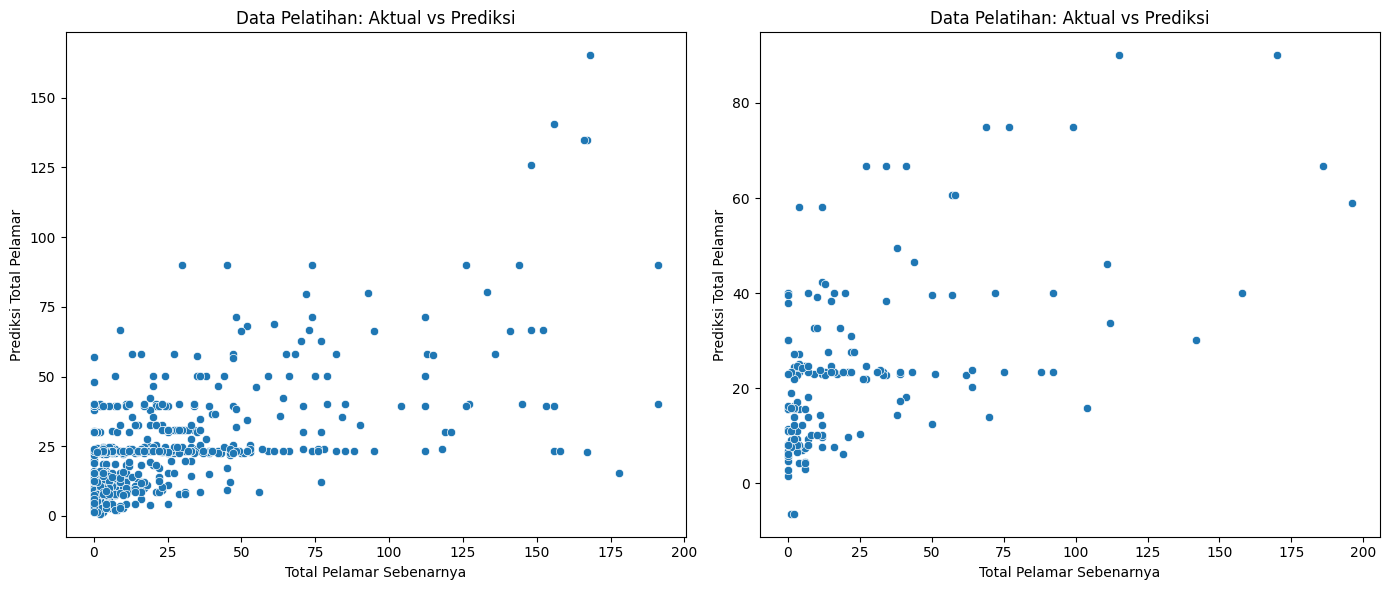 Data Pelatihan: Aktual vs Prediksi
Prediksi Total Pelamar
150
125
100
75
50
25
0
0 25 50 75 100 125 150 175 200
Total Pelamar Sebenarnya
Data Pelatihan: Aktual vs Prediksi
Prediksi Total Pelamar
80
60
40
20
0
0 25 50 75 100 125 150 175 200
Total Pelamar Sebenarnya